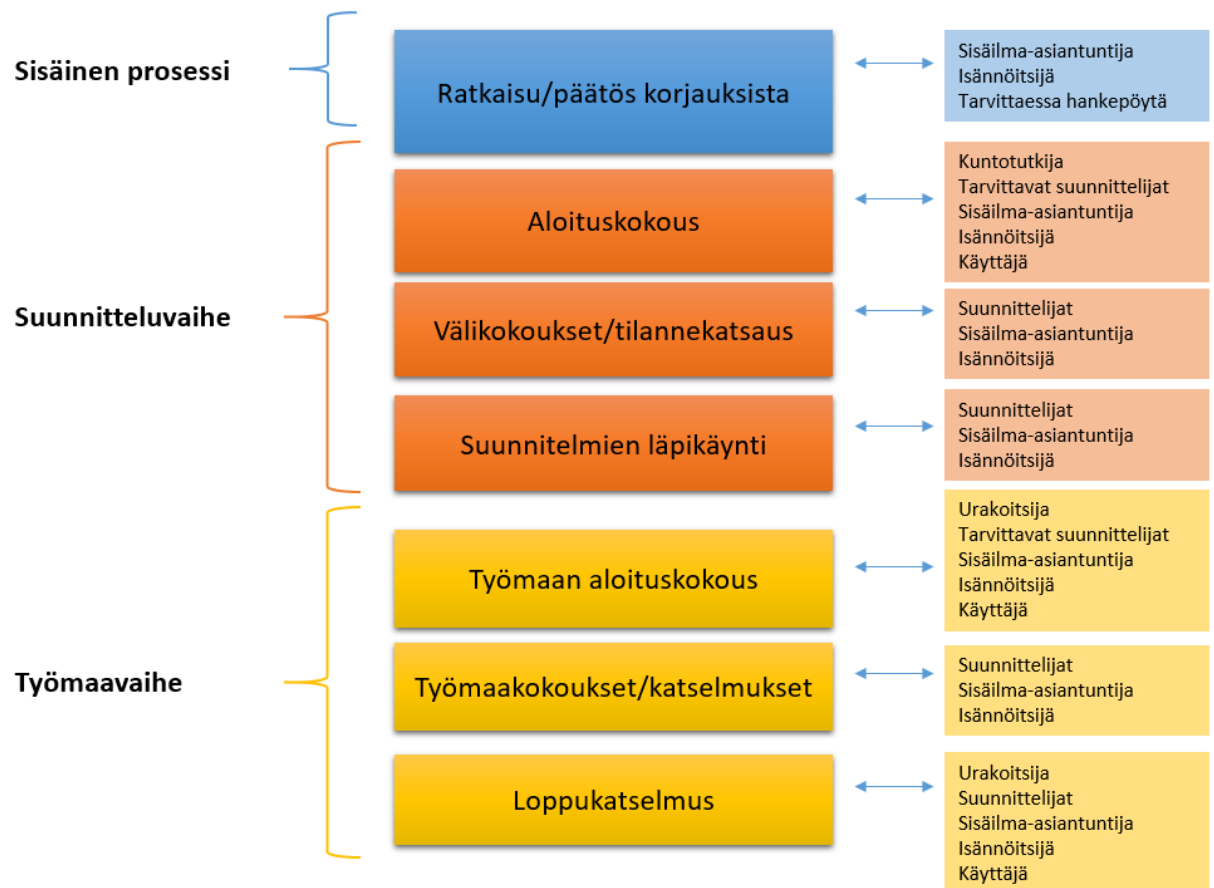 Sisäinen prosessi
Ratkaisu/päätös korjauksista
Sisäilma-asiantuntija
Isännöitsijä
Tarvittaessa hankepöytä
Suunnitteluvaihe
Aloituskokous
Kuntotutkija
Tarvittavat suunnittelijat
Sisäilma-asiantuntija
Isännöitsijä
Käyttäjä
Välikokoukset/tilannekatsaus
Suunnittelijat
Sisäilma-asiantuntija
Isännöitsijä
Suunnitelmien läpikäynti
Suunnittelijat
Sisäilma-asiantuntija
Isännöitsijä
Työmaavaihe
Työmaan aloituskokous
Urakoitsija
Tarvittavat suunnittelijat
Sisäilma-asiantuntija
Isännöitsijä
Käyttäjä
Työmaakokoukset/katselmukset
Suunnittelijat
Sisäilma-asiantuntija
Isännöitsijä
Loppukatselmus
Urakoitsija
Suunnittelijat
Sisäilma-asiantuntija
Isännöitsijä
Käyttäjä